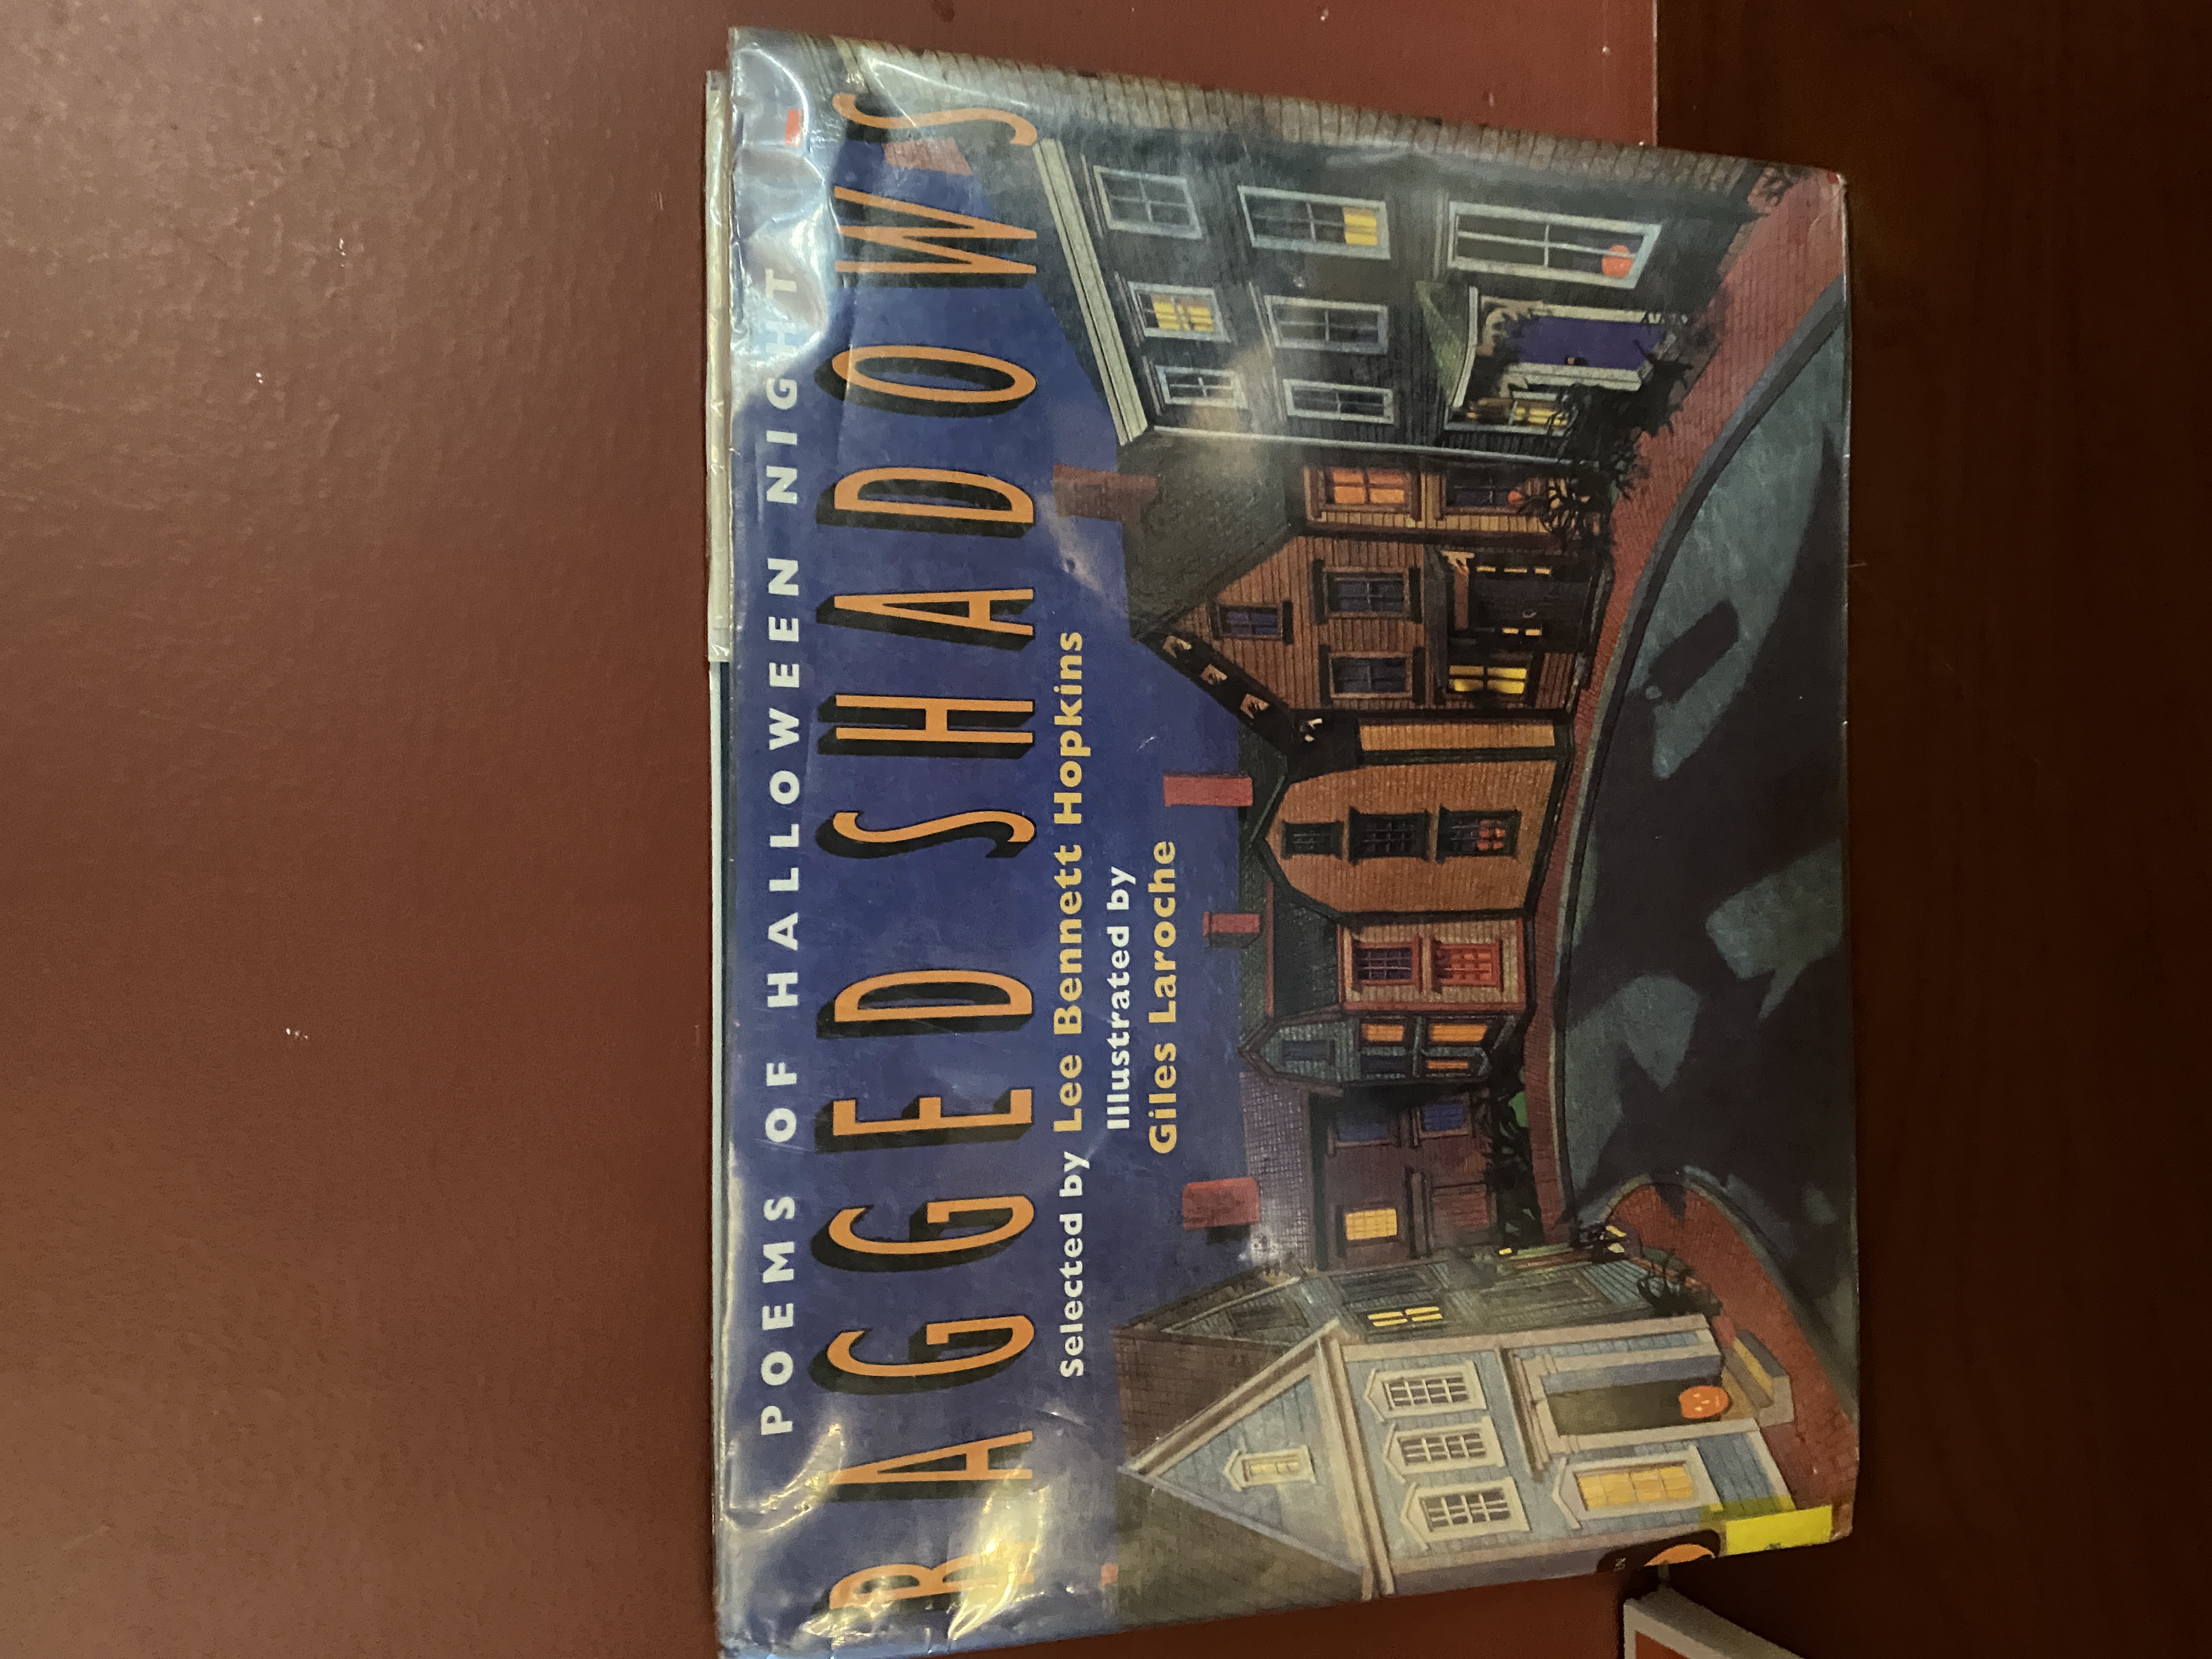 POEMS OF HALLOWEEN NIGHT
RAGGED SHADOWS
Selected by Lee Bennett Hopkins
Illustrated by
Giles Laroche